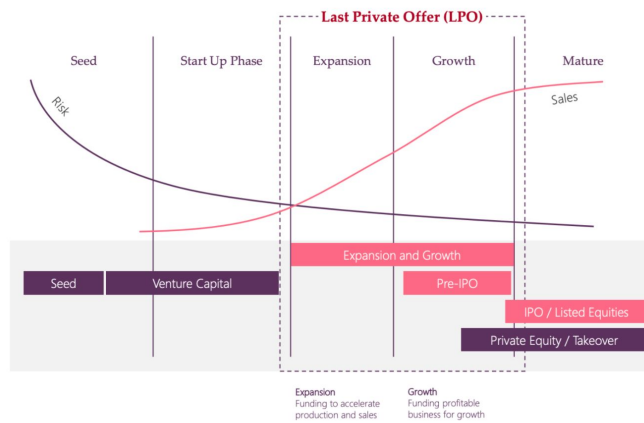 Last Private Offer (LPO)
Seed
Start Up Phase
Expansion
Growth
Mature
Risk
Sales
Expansion and Growth
Seed
Venture Capital
Pre-IPO
IPO / Listed Equities
Private Equity / Takeover
Expansion
Funding to accelerate
production and sales
Growth
Funding profitable
business for growth